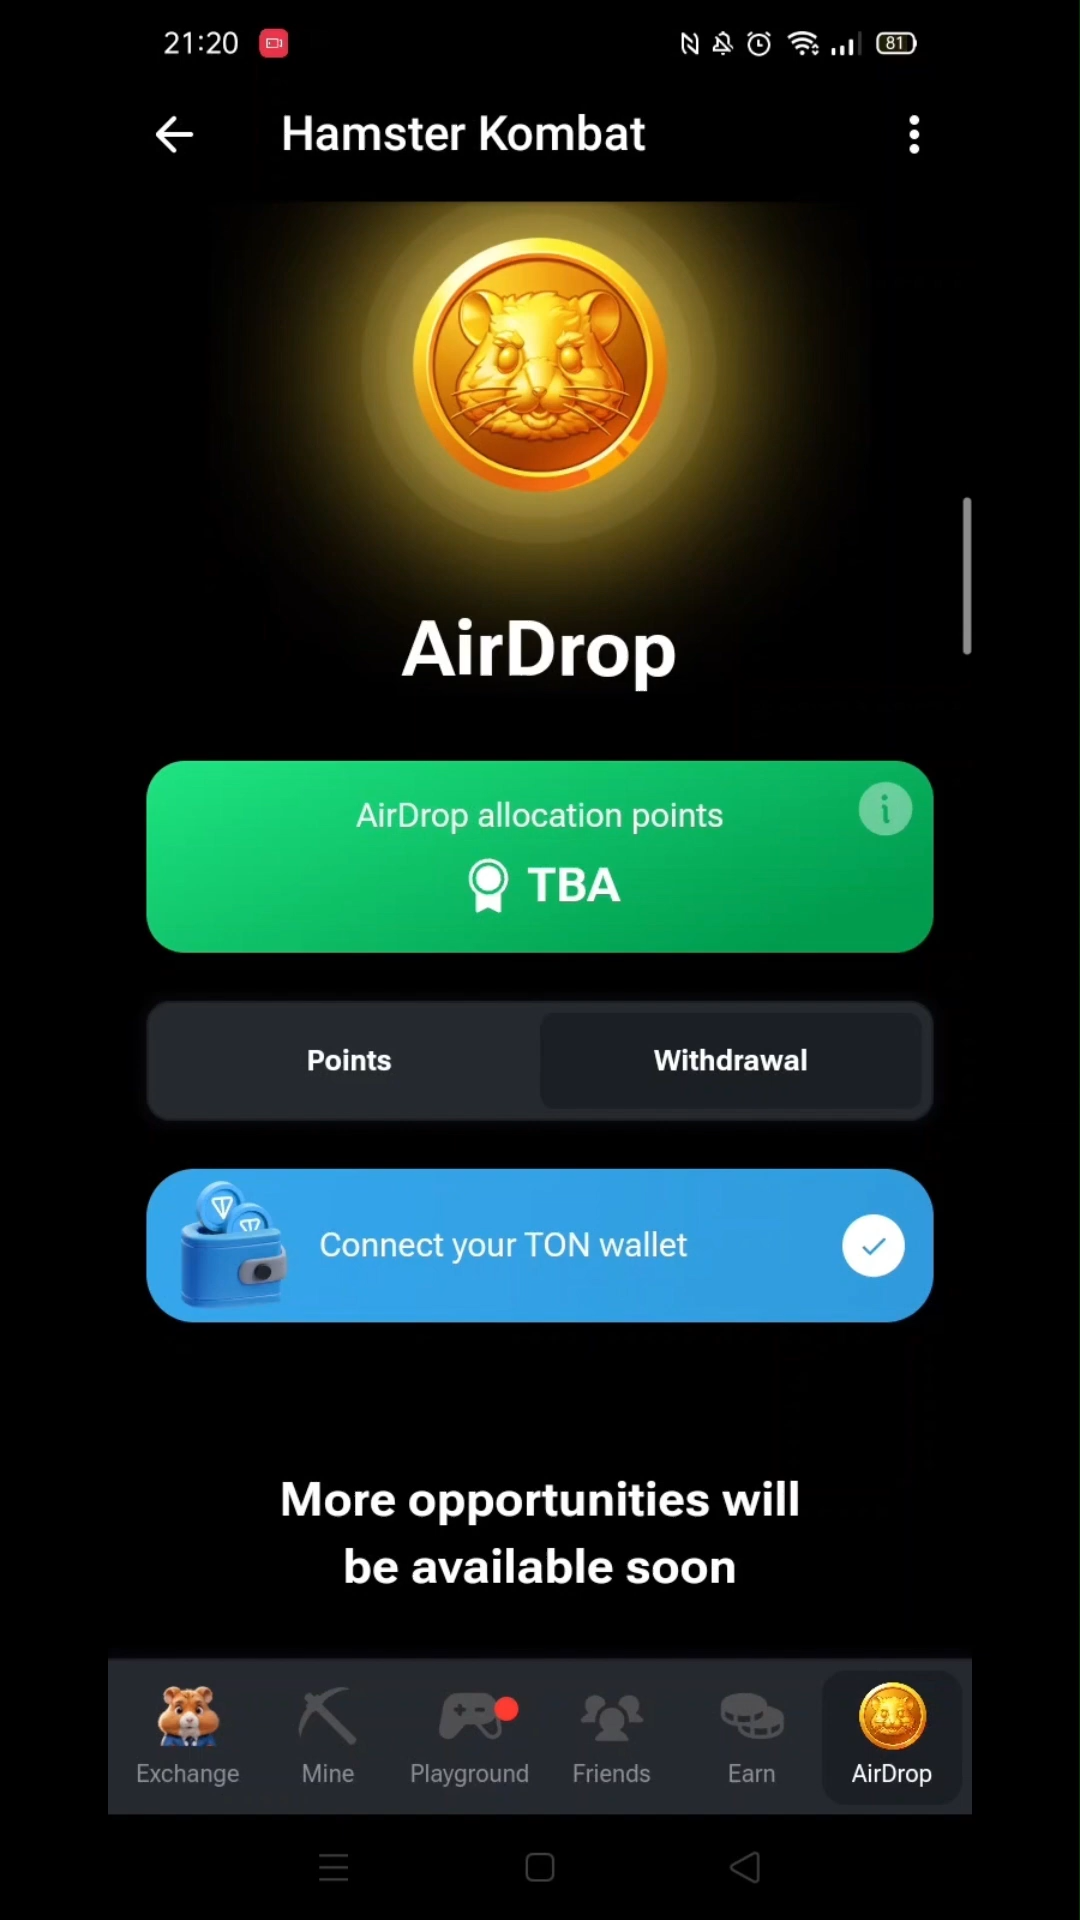 21:20
81
Hamster Kombat
AirDrop
AirDrop allocation points
TBA
Points
Withdrawal
Connect your TON wallet
More opportunities will
be available soon
Exchange
Mine
Playground
Friends
Earn
AirDrop